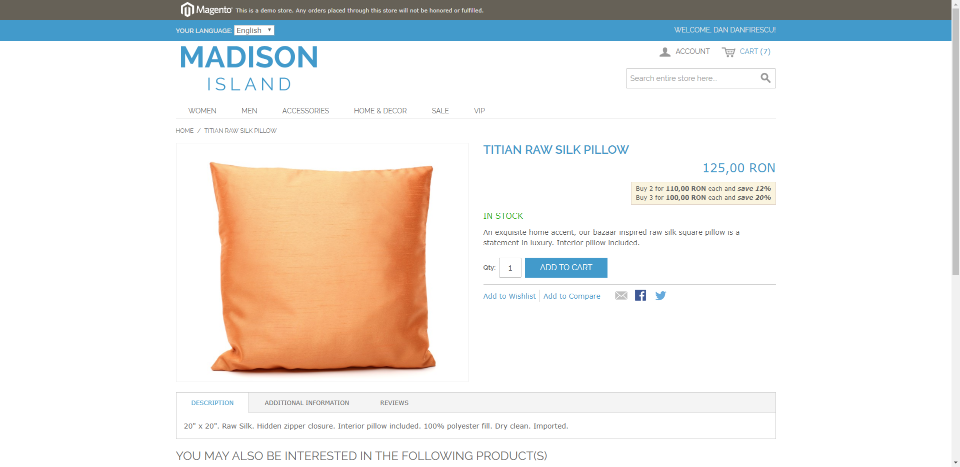 Magento This is a demo store. Any orders placed through this store will not be honored or fulfilled.
YOUR LANGUAGE: English WELCOME, DAN DANFIRESCU!
MADISON
ISLAND
ACCOUNT CART (7)
Search entire store here...
WOMEN MEN ACCESSORIES HOME & DECOR SALE VIP
HOME / TITIAN RAW SILK PILLOW
TITIAN RAW SILK PILLOW
125,00 RON
Buy 2 for 110,00 RON each and save 12%
Buy 3 for 100,00 RON each and save 20%
IN STOCK
An exquisite home accent, our bazaar inspired raw silk square pillow is a
statement in luxury. Interior pillow included.
Qty: 1 ADD TO CART
Add to Wishlist Add to Compare
DESCRIPTION ADDITIONAL INFORMATION REVIEWS
20" x 20". Raw Silk. Hidden zipper closure. Interior pillow included. 100% polyester fill. Dry clean. Imported.
YOU MAY ALSO BE INTERESTED IN THE FOLLOWING PRODUCT(S)